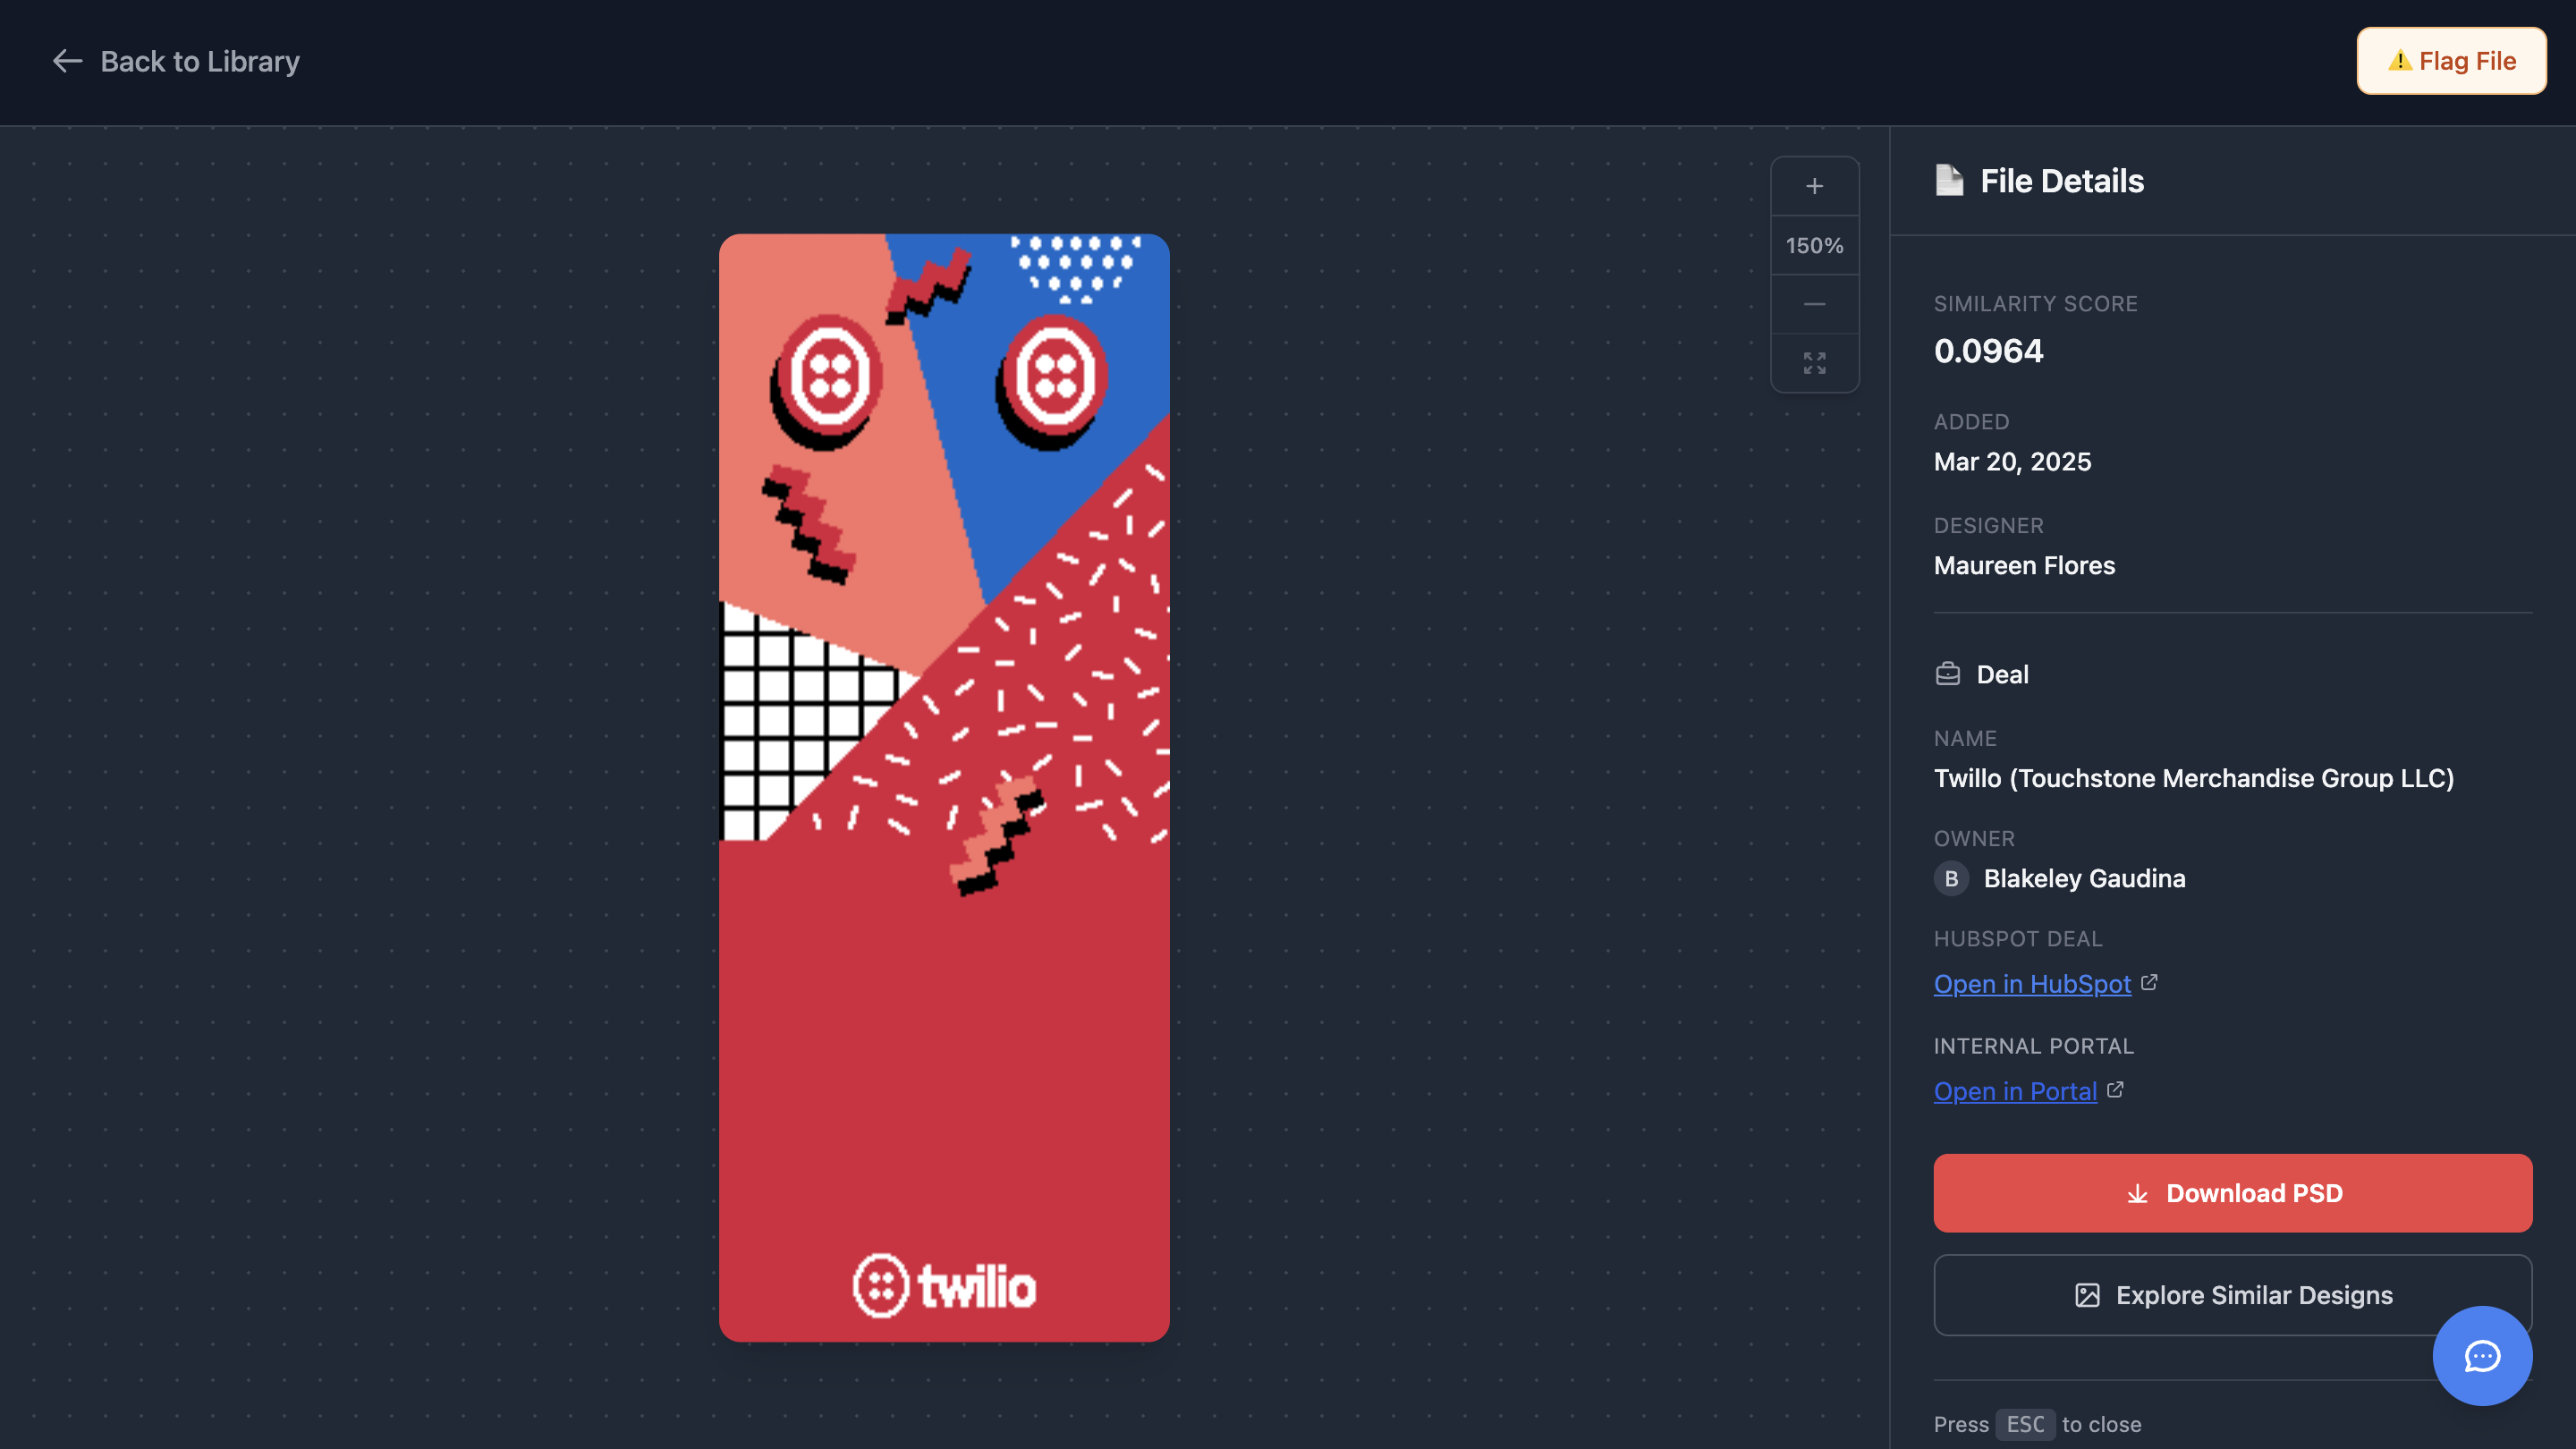 Back to Library
Flag File
+
150%
—
twilio
File Details
SIMILARITY SCORE
0.0964
ADDED
Mar 20, 2025
DESIGNER
Maureen Flores
Deal
NAME
Twillo (Touchstone Merchandise Group LLC)
OWNER
B Blakeley Gaudina
HUBSPOT DEAL
Open in HubSpot
INTERNAL PORTAL
Open in Portal
Download PSD
Explore Similar Designs
Press ESC to close